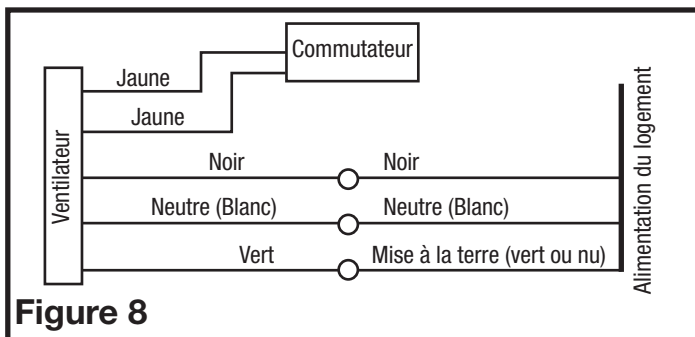 Commutateur
Jaune
Jaune
Ventilateur
Noir
Noir
Neutre (Blanc)
Neutre (Blanc)
Vert
Mise à la terre (vert ou nu)
Alimentation du logement
Figure 8